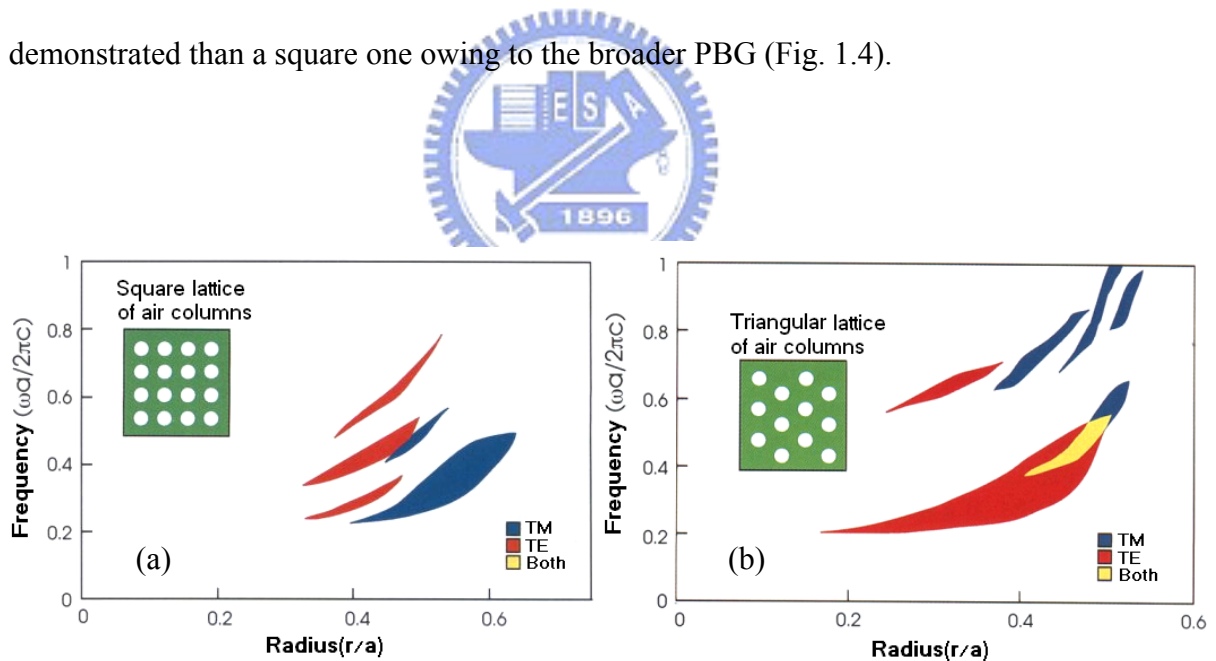 demonstrated than a square one owing to the broader PBG (Fig. 1.4).
E S A
1896
Square lattice
of air columns
Frequency (ωa/2πc)
1
0.8
0.6
0.4
0.2
0
(a)
TM
TE
Both
0 0.2 0.4 0.6
Radius(r/a)
Triangular lattice
of air columns
Frequency (ωa/2πc)
1
0.8
0.6
0.4
0.2
0
(b)
TM
TE
Both
0 0.2 0.4 0.6
Radius(r/a)